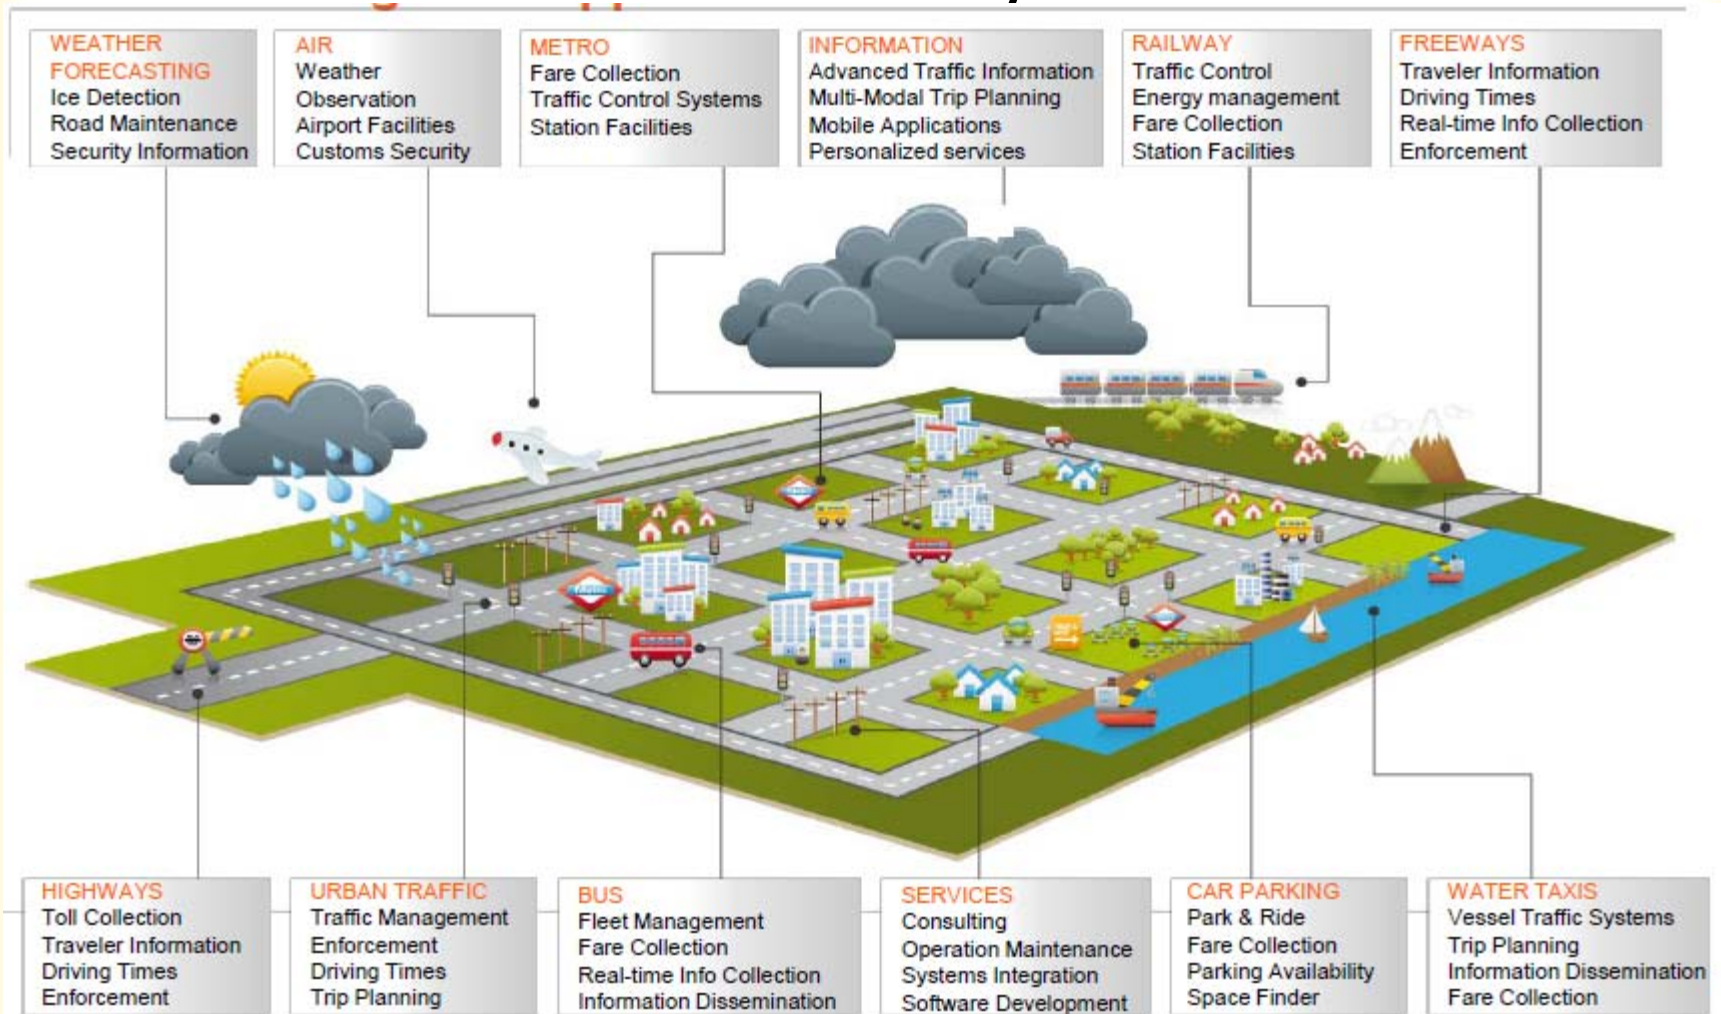 WEATHER
FORECASTING
Ice Detection
Road Maintenance
Security Information
AIR
Weather
Observation
Airport Facilities
Customs Security
METRO
Fare Collection
Traffic Control Systems
Station Facilities
INFORMATION
Advanced Traffic Information
Multi-Modal Trip Planning
Mobile Applications
Personalized services
RAILWAY
Traffic Control
Energy management
Fare Collection
Station Facilities
FREEWAYS
Traveler Information
Driving Times
Real-time Info Collection
Enforcement
HIGHWAYS
Toll Collection
Traveler Information
Driving Times
Enforcement
URBAN TRAFFIC
Traffic Management
Enforcement
Driving Times
Trip Planning
BUS
Fleet Management
Fare Collection
Real-time Info Collection
Information Dissemination
SERVICES
Consulting
Operation Maintenance
Systems Integration
Software Development
CAR PARKING
Park & Ride
Fare Collection
Parking Availability
Space Finder
WATER TAXIS
Vessel Traffic Systems
Trip Planning
Information Dissemination
Fare Collection